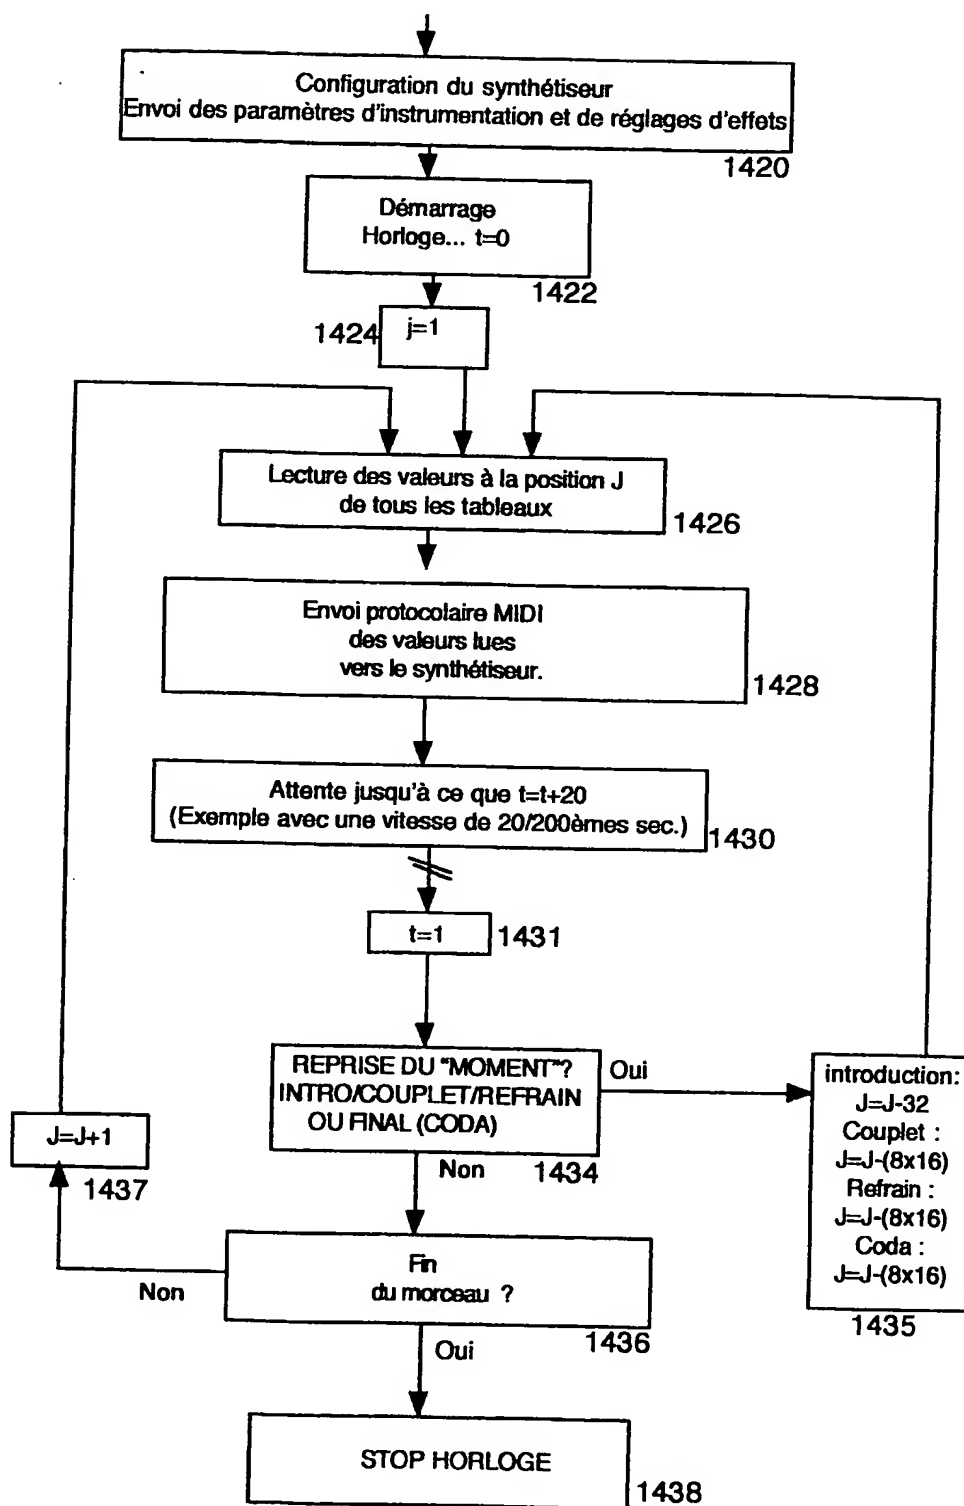 Configuration du synthétiseur
Envoi des paramètres d'instrumentation et de réglages d'effets
1420
Démarrage
Horloge... t=0
1422
1424
j=1
Lecture des valeurs à la position J
de tous les tableaux
1426
Envoi protocolaire MIDI
des valeurs lues
vers le synthétiseur.
1428
Attente jusqu'à ce que t=t+20
(Exemple avec une vitesse de 20/200èmes sec.)
1430
t=1
1431
REPRISE DU "MOMENT"?
INTRO/COUPLET/REFRAIN
OU FINAL (CODA)
1434
Oui
Non
introduction:
J=J-32
Couplet :
J=J-(8x16)
Refrain :
J=J-(8x16)
Coda :
J=J-(8x16)
1435
J=J+1
1437
Fin
du morceau ?
1436
Non
Oui
STOP HORLOGE
1438